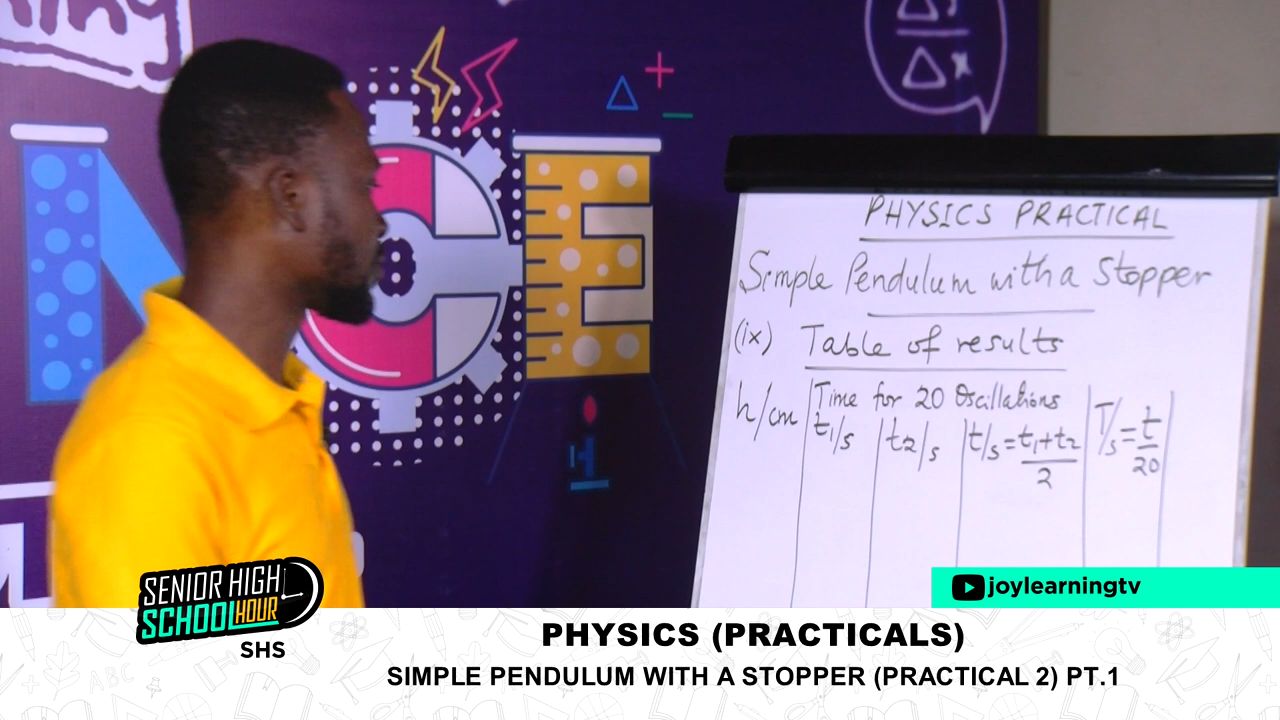 PHYSICS PRACTICAL
Simple Pendulum with a Stopper
(ix) Table of results
h/cm Time for 20 Oscillations T/s = t/20
t1/s t2/s t/s = t1+t2/2
joylearningtv
SENIOR HIGH
SCHOOL HOUR
SHS
PHYSICS (PRACTICALS)
SIMPLE PENDULUM WITH A STOPPER (PRACTICAL 2) PT.1
NCE